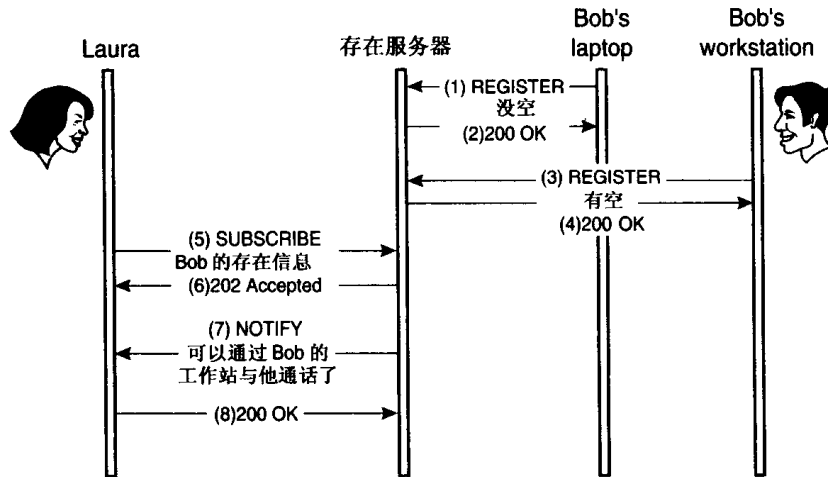 Laura
存在服务器
Bob's
laptop
Bob's
workstation
(1) REGISTER
没空
(2)200 OK
(3) REGISTER
有空
(4)200 OK
(5) SUBSCRIBE
Bob 的存在信息
(6)202 Accepted
(7) NOTIFY
可以通过 Bob 的
工作站与他通话了
(8)200 OK